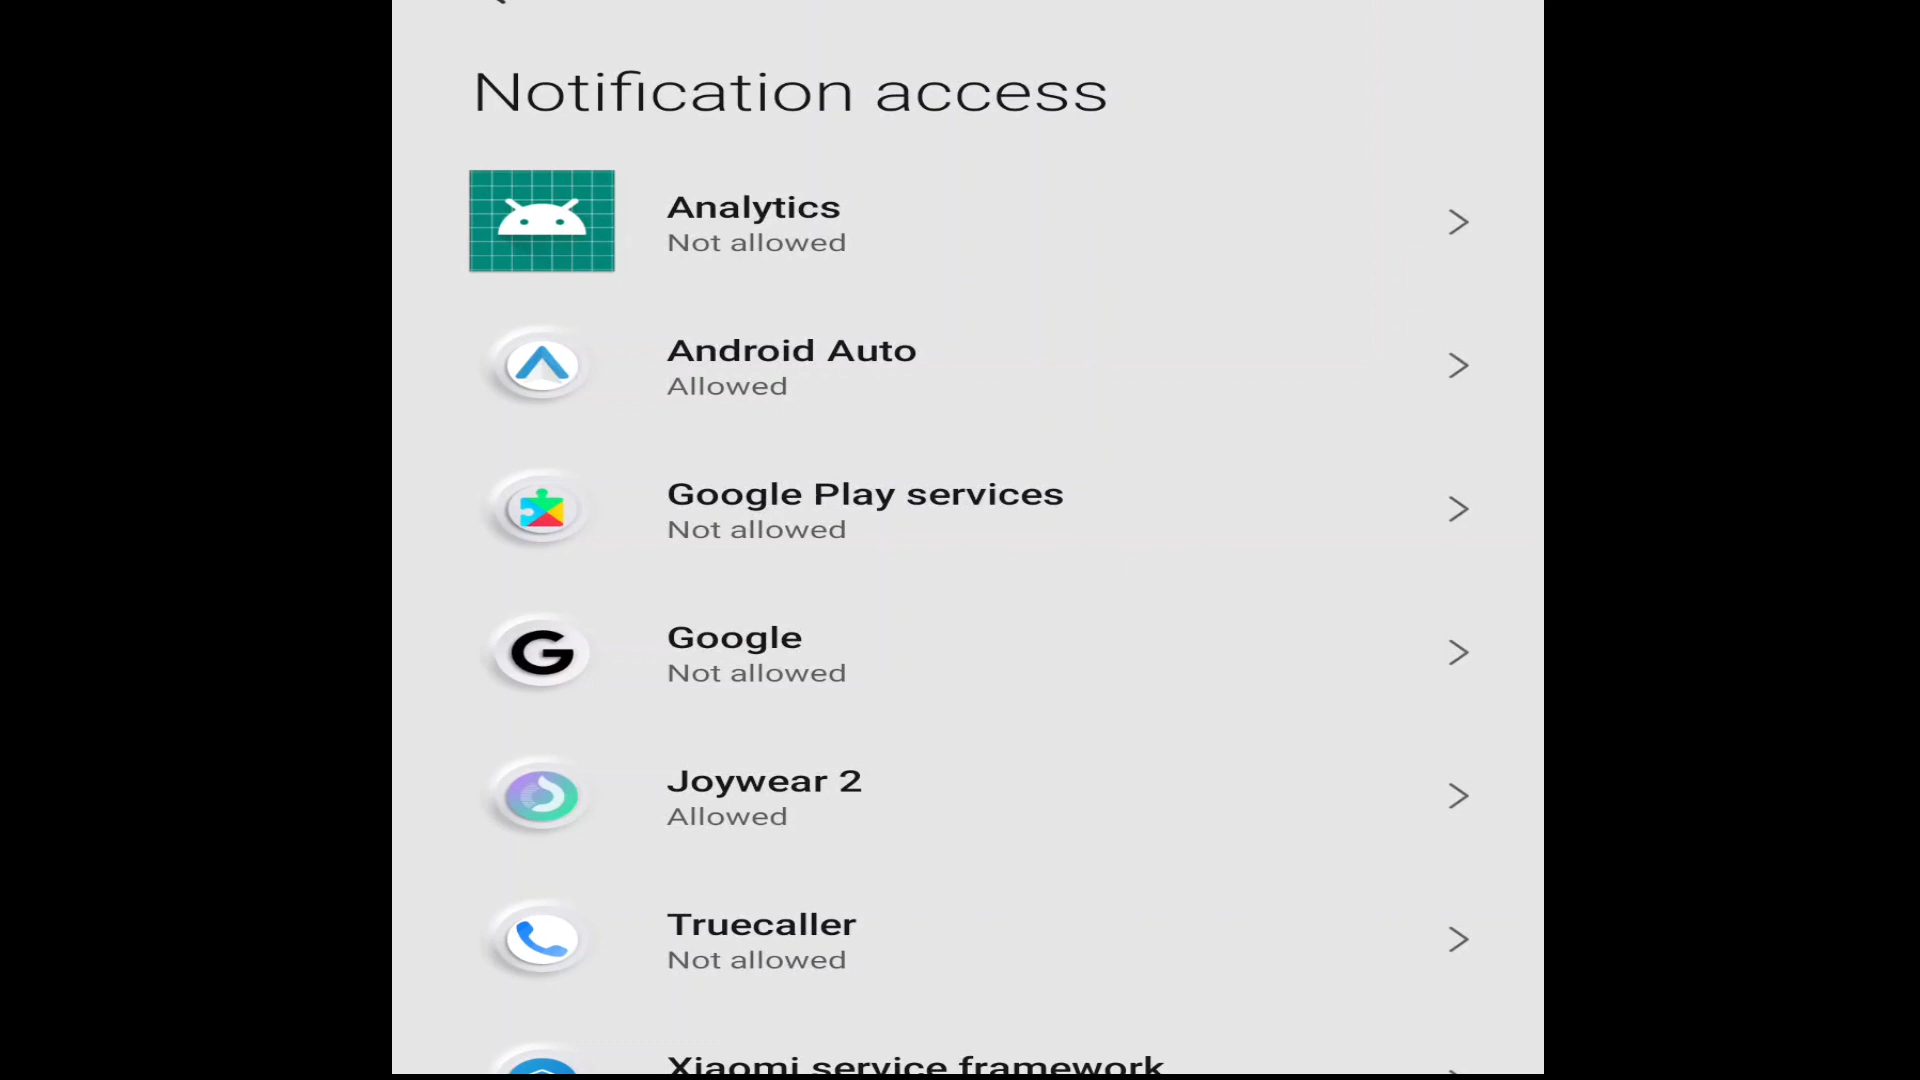 Notification access
Analytics
Not allowed
Android Auto
Allowed
Google Play services
Not allowed
Google
Not allowed
Joywear 2
Allowed
Truecaller
Not allowed
Xiaomi service framework